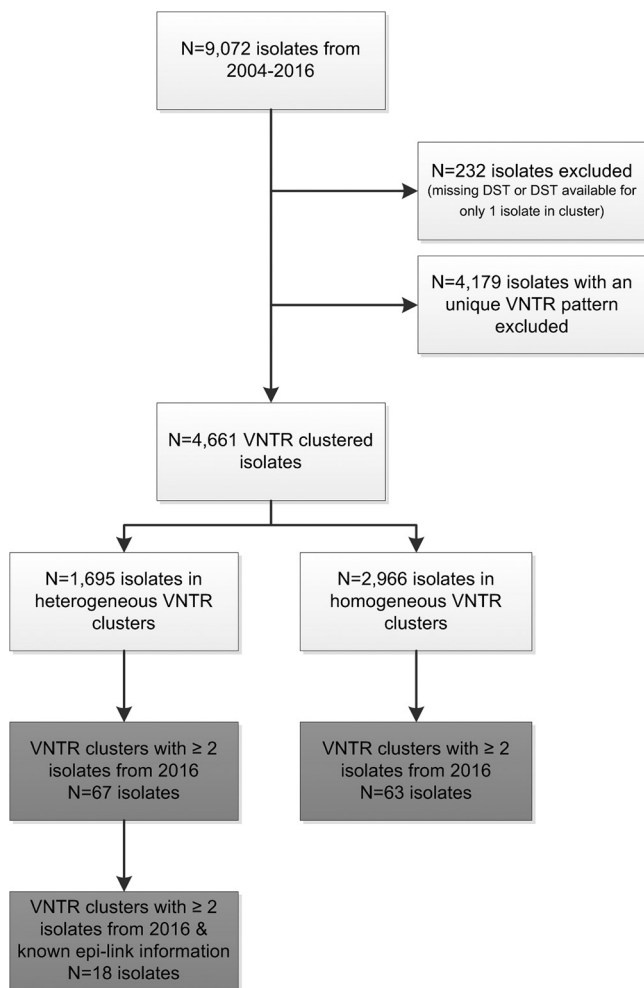 N=9,072 isolates from
2004-2016
N=232 isolates excluded
(missing DST or DST available for
only 1 isolate in cluster)
N=4,179 isolates with an
unique VNTR pattern
excluded
N=4,661 VNTR clustered
isolates
N=1,695 isolates in
heterogeneous VNTR
clusters
N=2,966 isolates in
homogeneous VNTR
clusters
VNTR clusters with ≥ 2
isolates from 2016
N=67 isolates
VNTR clusters with ≥ 2
isolates from 2016
N=63 isolates
VNTR clusters with ≥ 2
isolates from 2016 &
known epi-link information
N=18 isolates